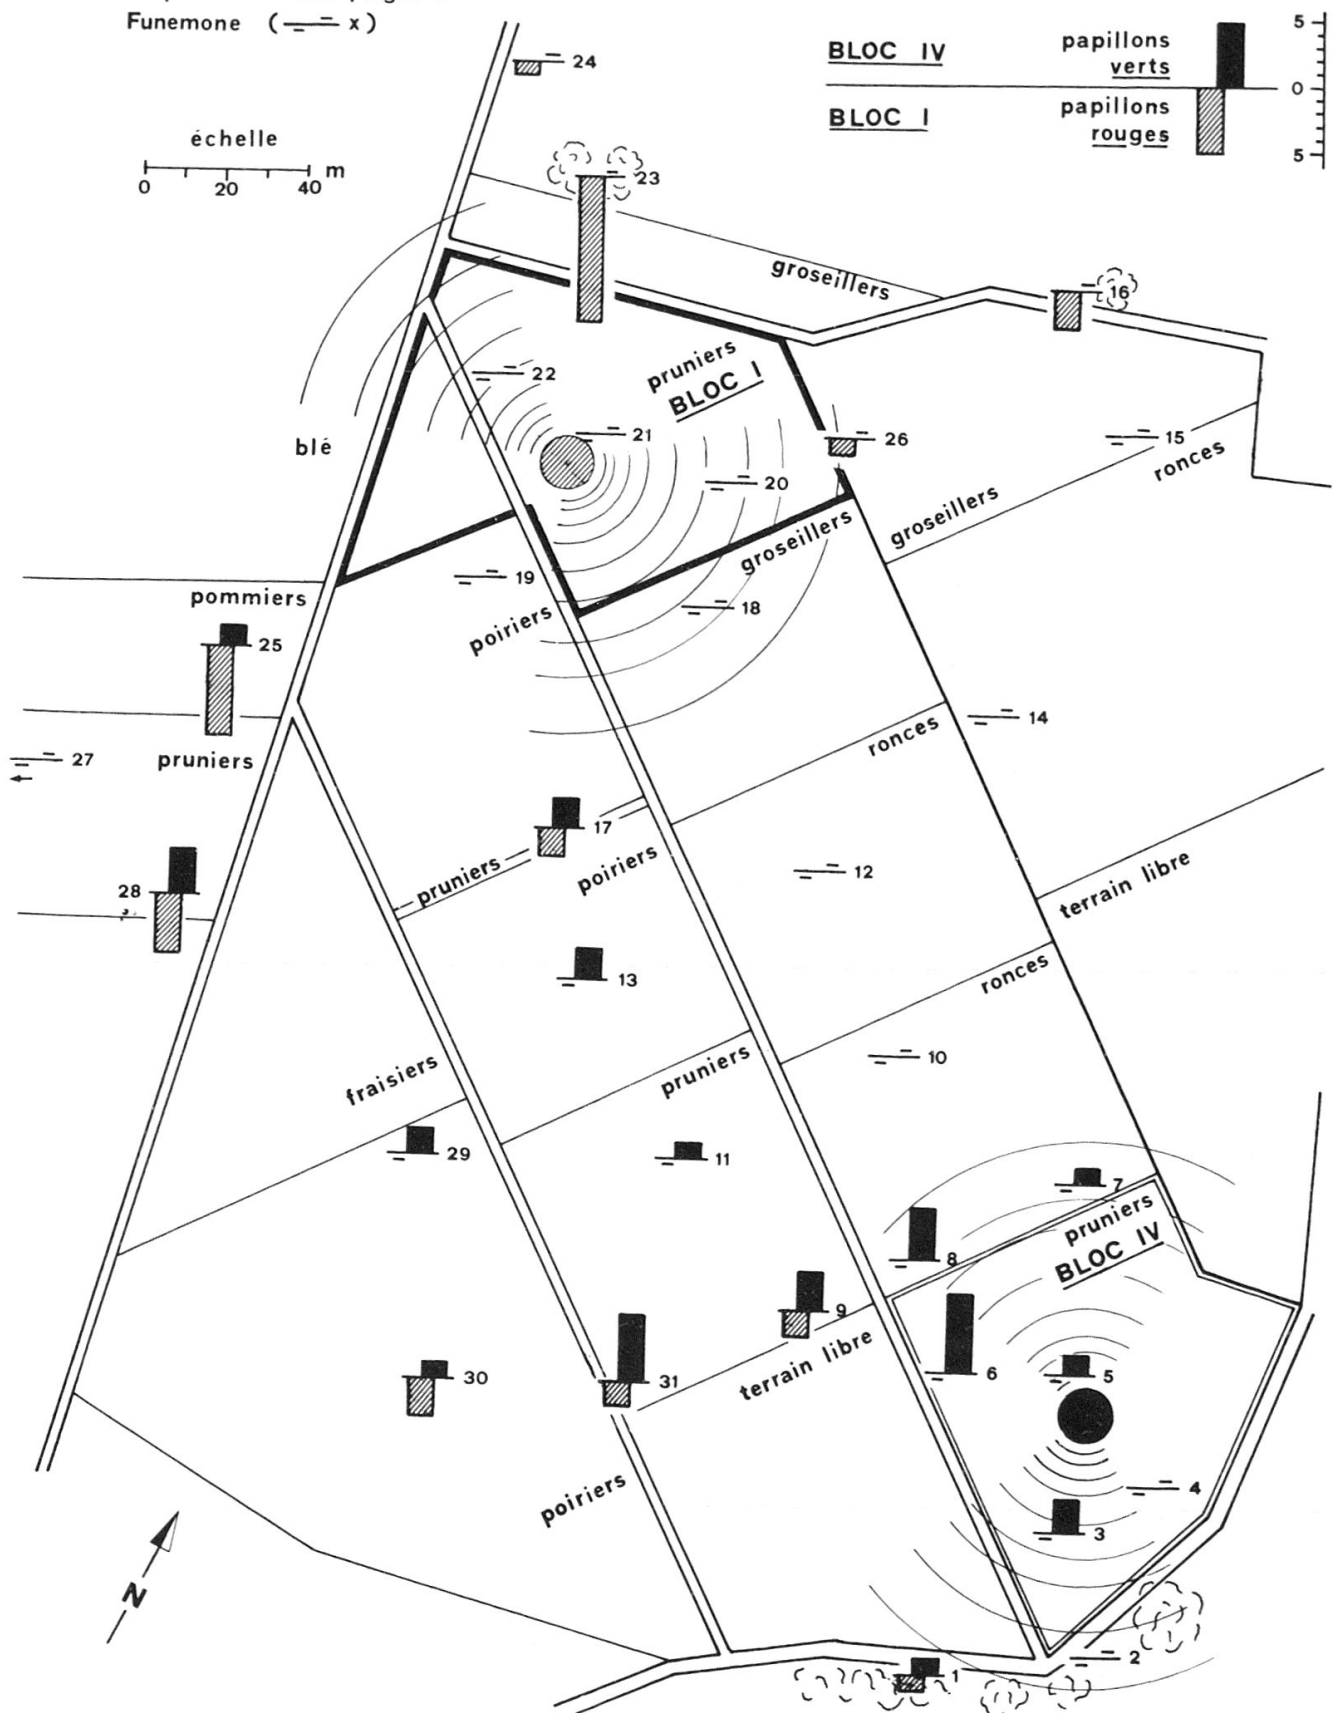 Funemone ( x )
BLOC IV
papillons
verts
BLOC I
papillons
rouges
5
0
5
24
échelle
0 20 40 m
23
groseillers
16
22
pruniers
BLOC I
blé
21
26
15
ronces
20
groseillers
groseillers
19
pommiers
18
poiriers
25
14
ronces
27
pruniers
17
pruniers
poiriers
12
terrain libre
28
13
ronces
10
pruniers
fraisiers
29
11
7
pruniers
BLOC IV
8
9
terrain libre
6
5
30
31
4
poiriers
3
N
2
1